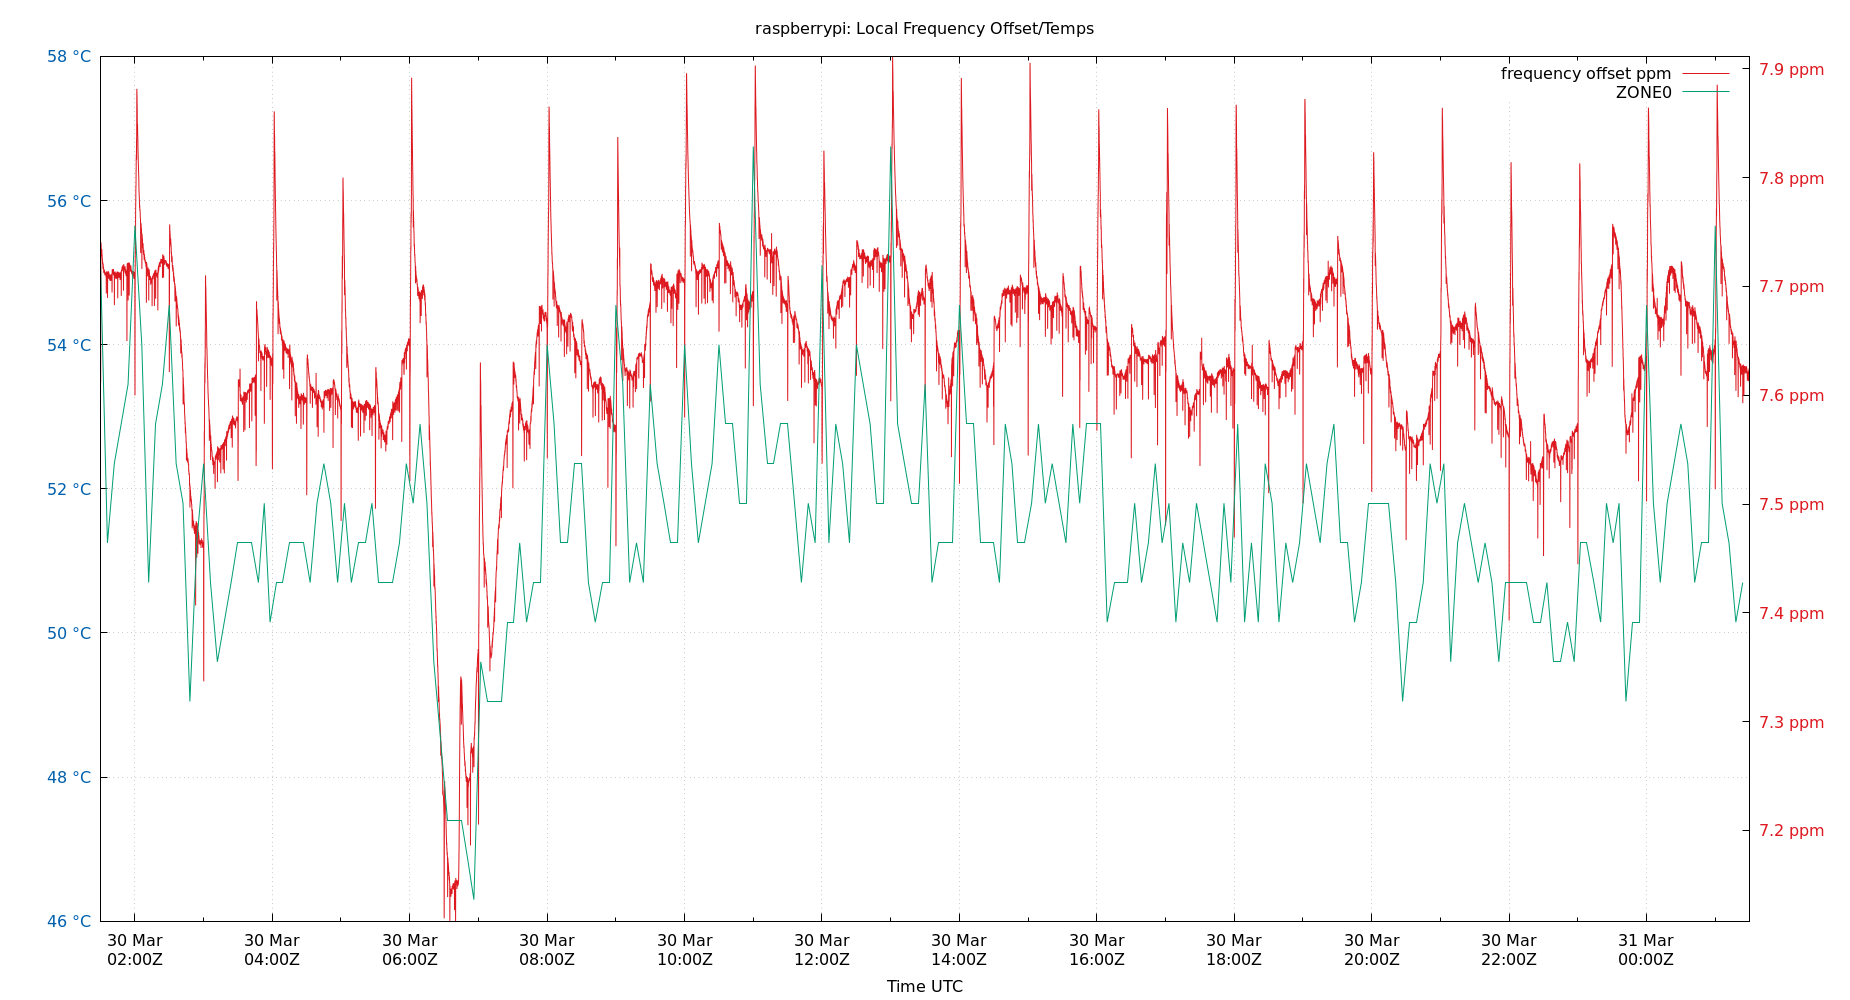 raspberrypi: Local Frequency Offset/Temps
58 °C
56 °C
54 °C
52 °C
50 °C
48 °C
46 °C
7.9 ppm
7.8 ppm
7.7 ppm
7.6 ppm
7.5 ppm
7.4 ppm
7.3 ppm
7.2 ppm
frequency offset ppm
ZONE0
30 Mar 30 Mar 30 Mar 30 Mar 30 Mar 30 Mar 30 Mar 30 Mar 30 Mar 30 Mar 30 Mar 31 Mar
02:00Z 04:00Z 06:00Z 08:00Z 10:00Z 12:00Z 14:00Z 16:00Z 18:00Z 20:00Z 22:00Z 00:00Z
Time UTC